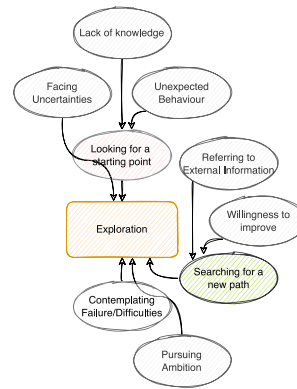 Lack of knowledge
Facing
Uncertainties
Unexpected
Behaviour
Looking for a
starting point
Referring to
External Information
Willingness to
improve
Exploration
Searching for a
new path
Contemplating
Failure/Difficulties
Pursuing
Ambition